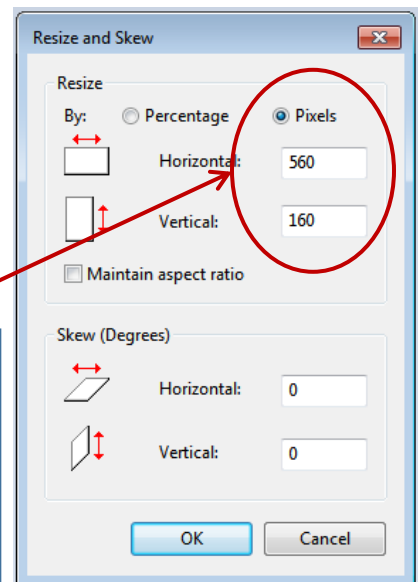 Resize and Skew
Resize
By: Percentage Pixels
Horizontal: 560
Vertical: 160
Maintain aspect ratio
Skew (Degrees)
Horizontal: 0
Vertical: 0
OK Cancel